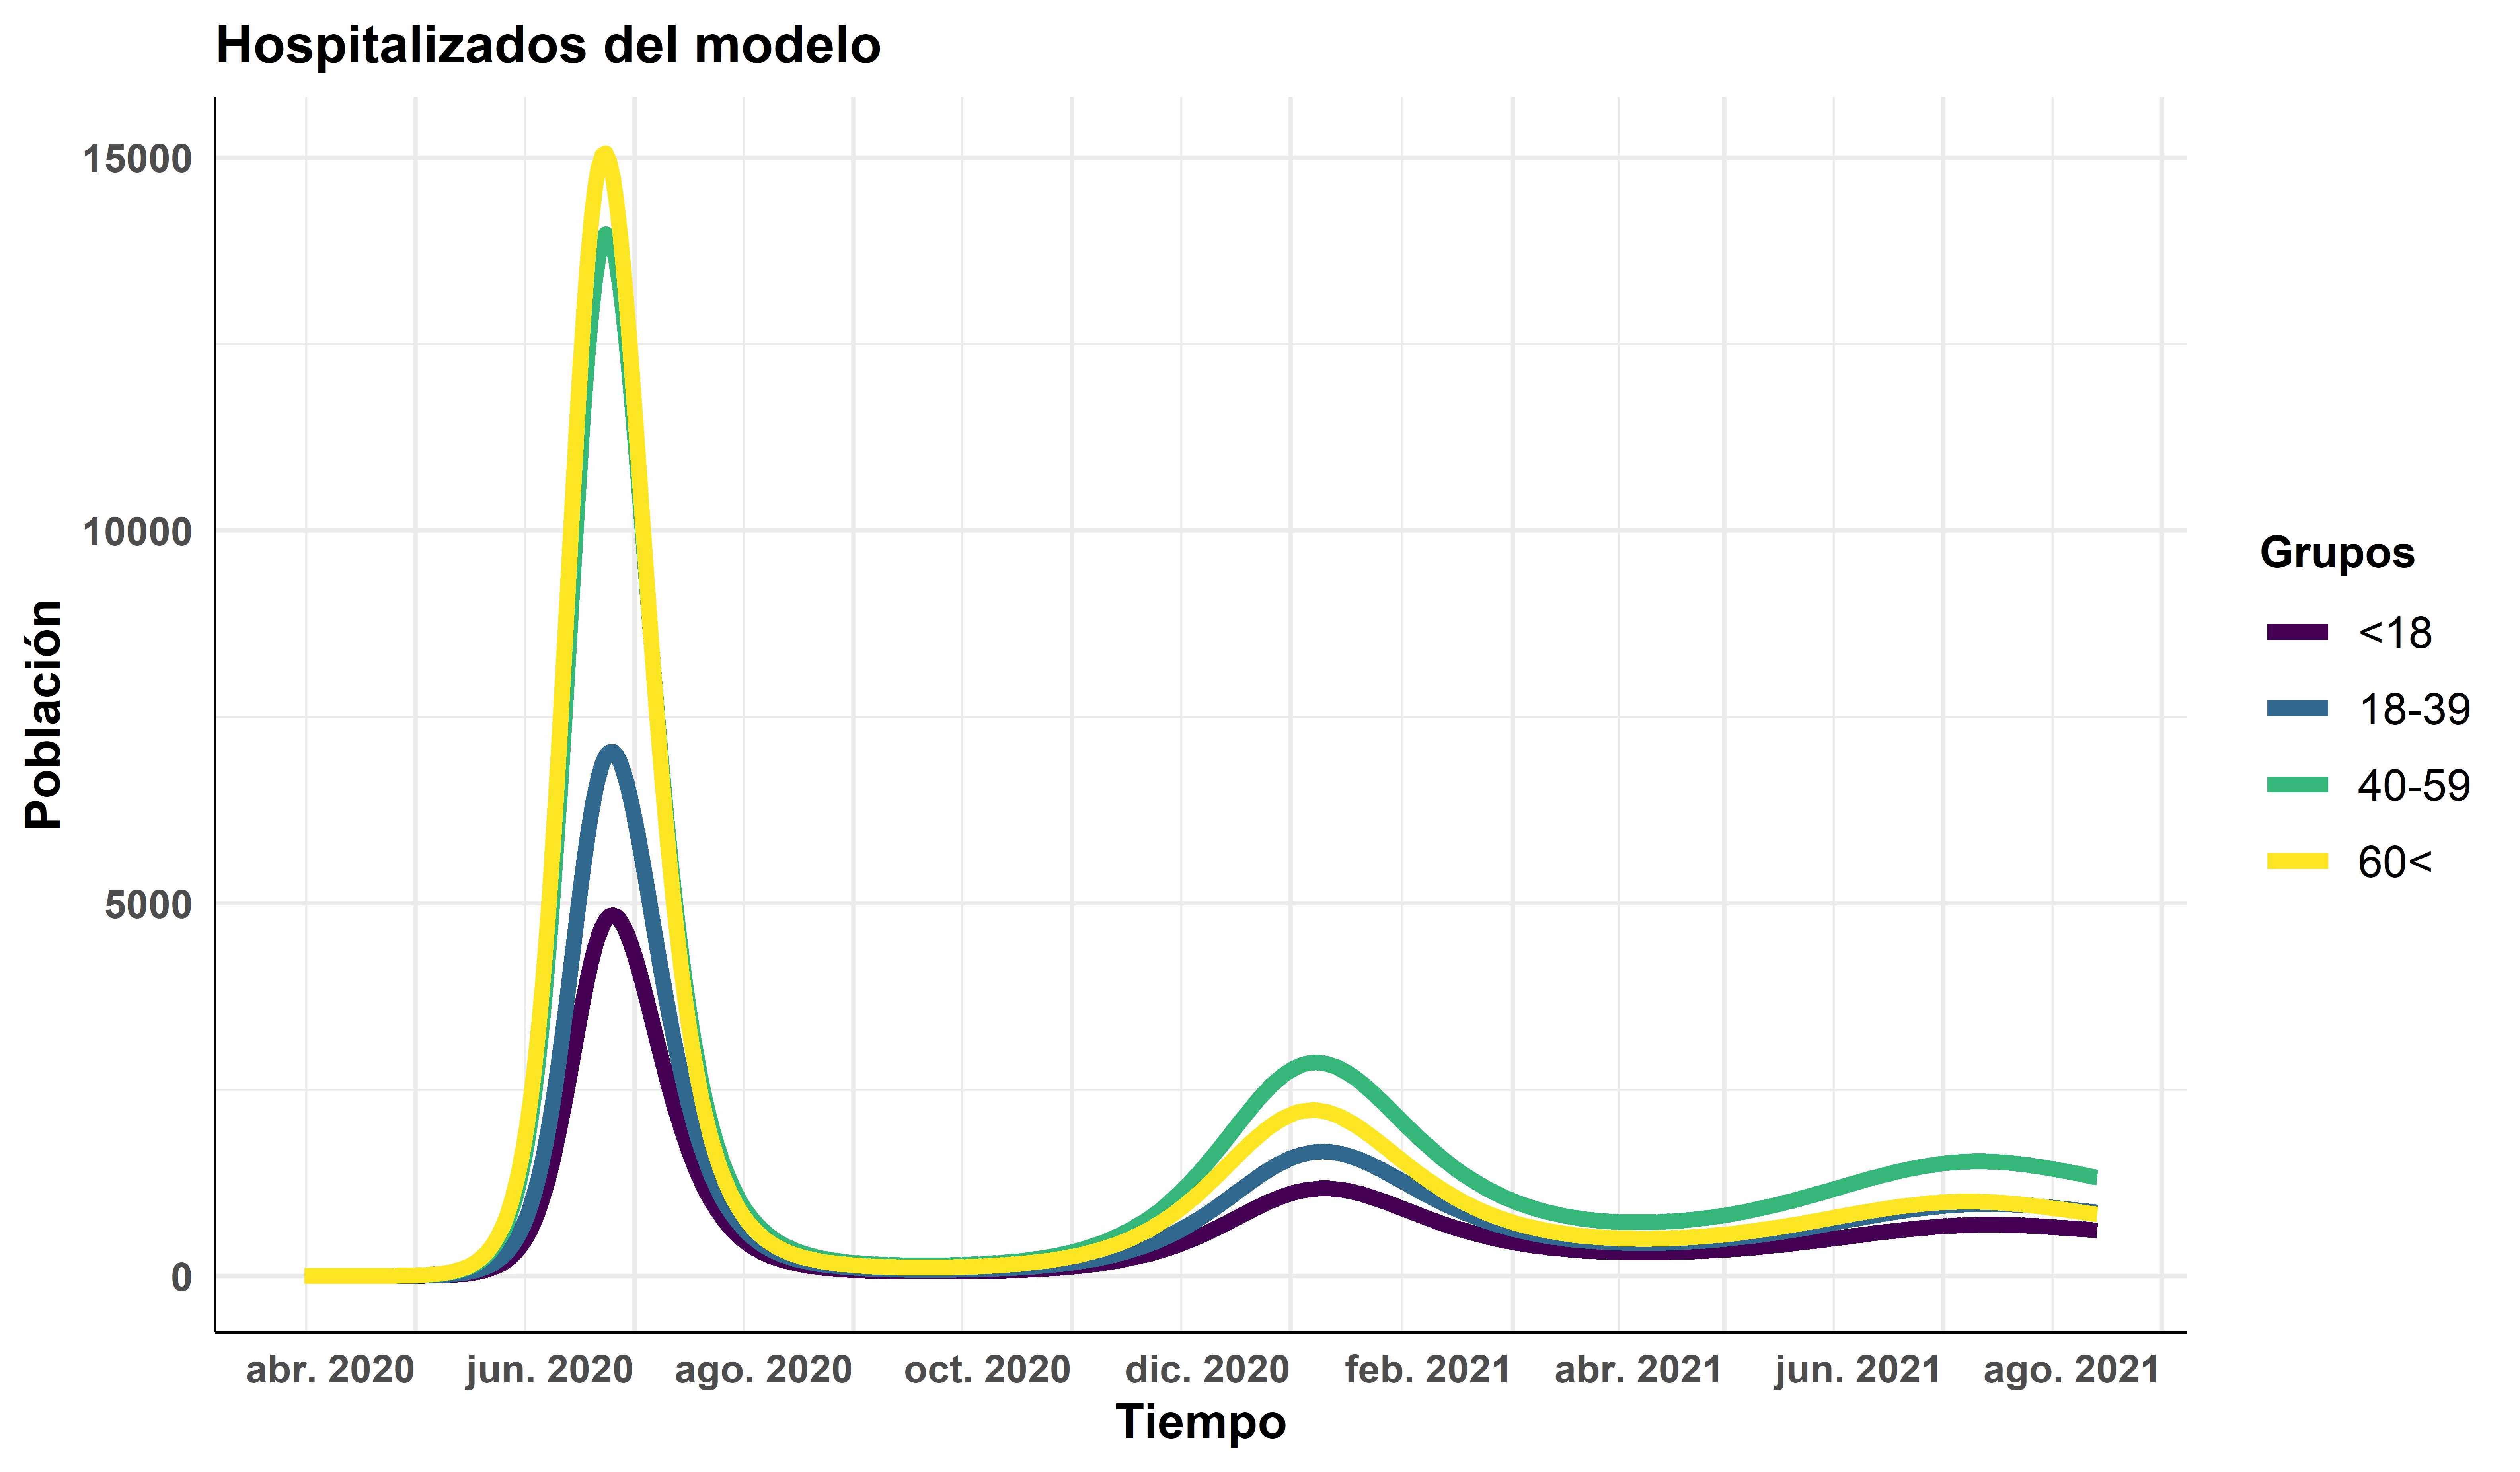 Hospitalizados del modelo
15000
10000
5000
0
Población
abr. 2020 jun. 2020 ago. 2020 oct. 2020 dic. 2020 feb. 2021 abr. 2021 jun. 2021 ago. 2021
Tiempo
Grupos
<18
18-39
40-59
60<